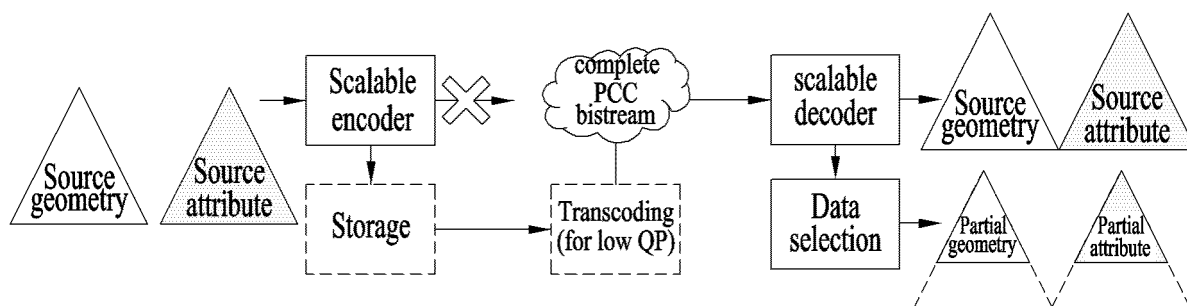 Source
geometry
Source
attribute
Scalable
encoder
Storage
complete
PCC
bistream
Transcoding
(for low QP)
scalable
decoder
Data
selection
Source
geometry
Source
attribute
Partial
geometry
Partial
attribute